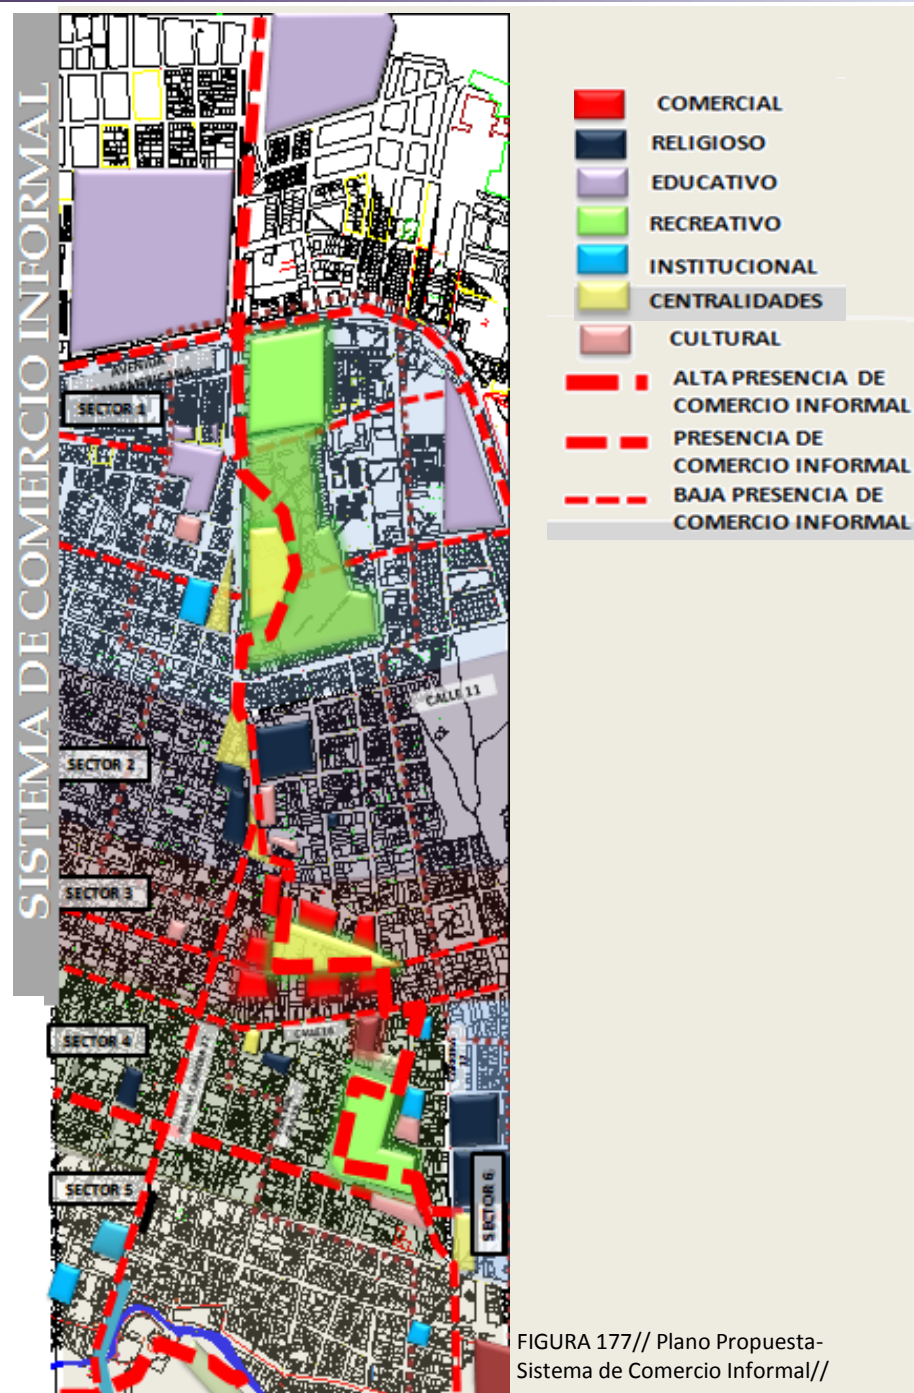 SISTEMA DE COMERCIO INFORMAL
COMERCIAL
RELIGIOSO
EDUCATIVO
RECREATIVO
INSTITUCIONAL
CENTRALIDADES
CULTURAL
ALTA PRESENCIA DE
COMERCIO INFORMAL
PRESENCIA DE
COMERCIO INFORMAL
BAJA PRESENCIA DE
COMERCIO INFORMAL
AVENIDA
PANAMERICANA
SECTOR 1
CALLE 11
SECTOR 2
SECTOR 3
SECTOR 4
SECTOR 5
SECTOR 6
FIGURA 177// Plano Propuesta-
Sistema de Comercio Informal//